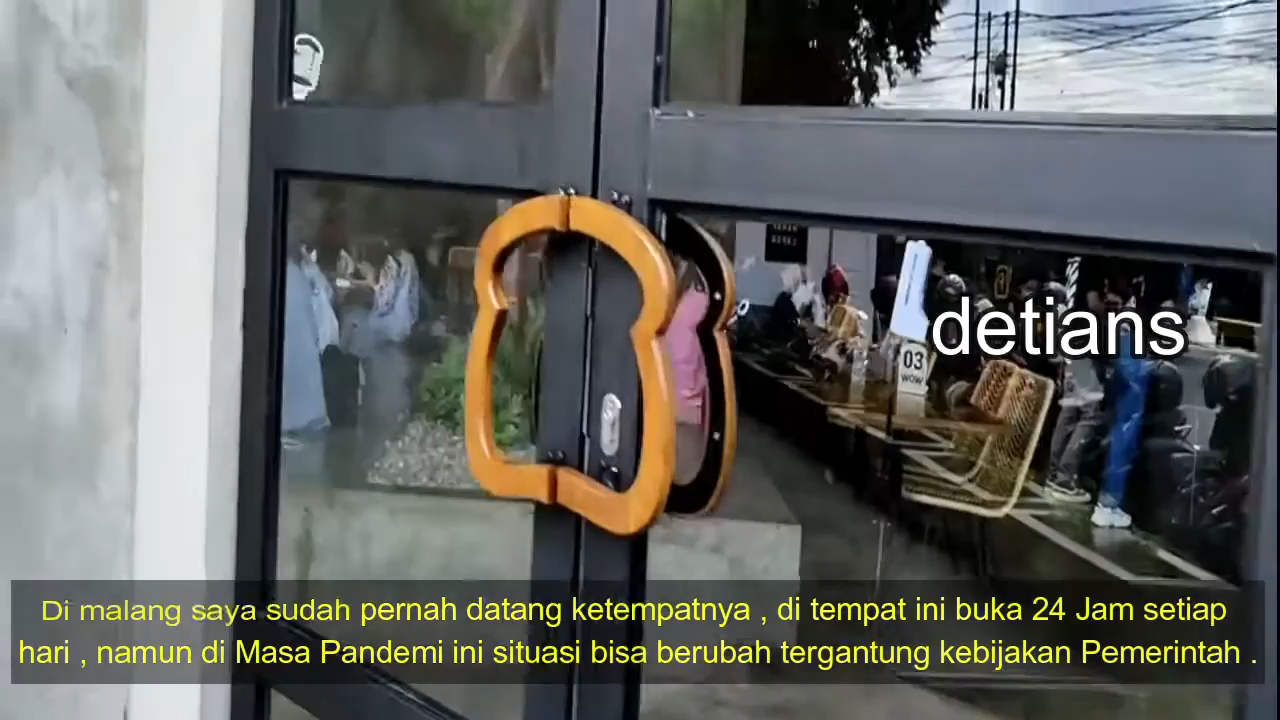 03
WOW
detians
Di malang saya sudah pernah datang ketempatnya , di tempat ini buka 24 Jam setiap
hari , namun di Masa Pandemi ini situasi bisa berubah tergantung kebijakan Pemerintah .